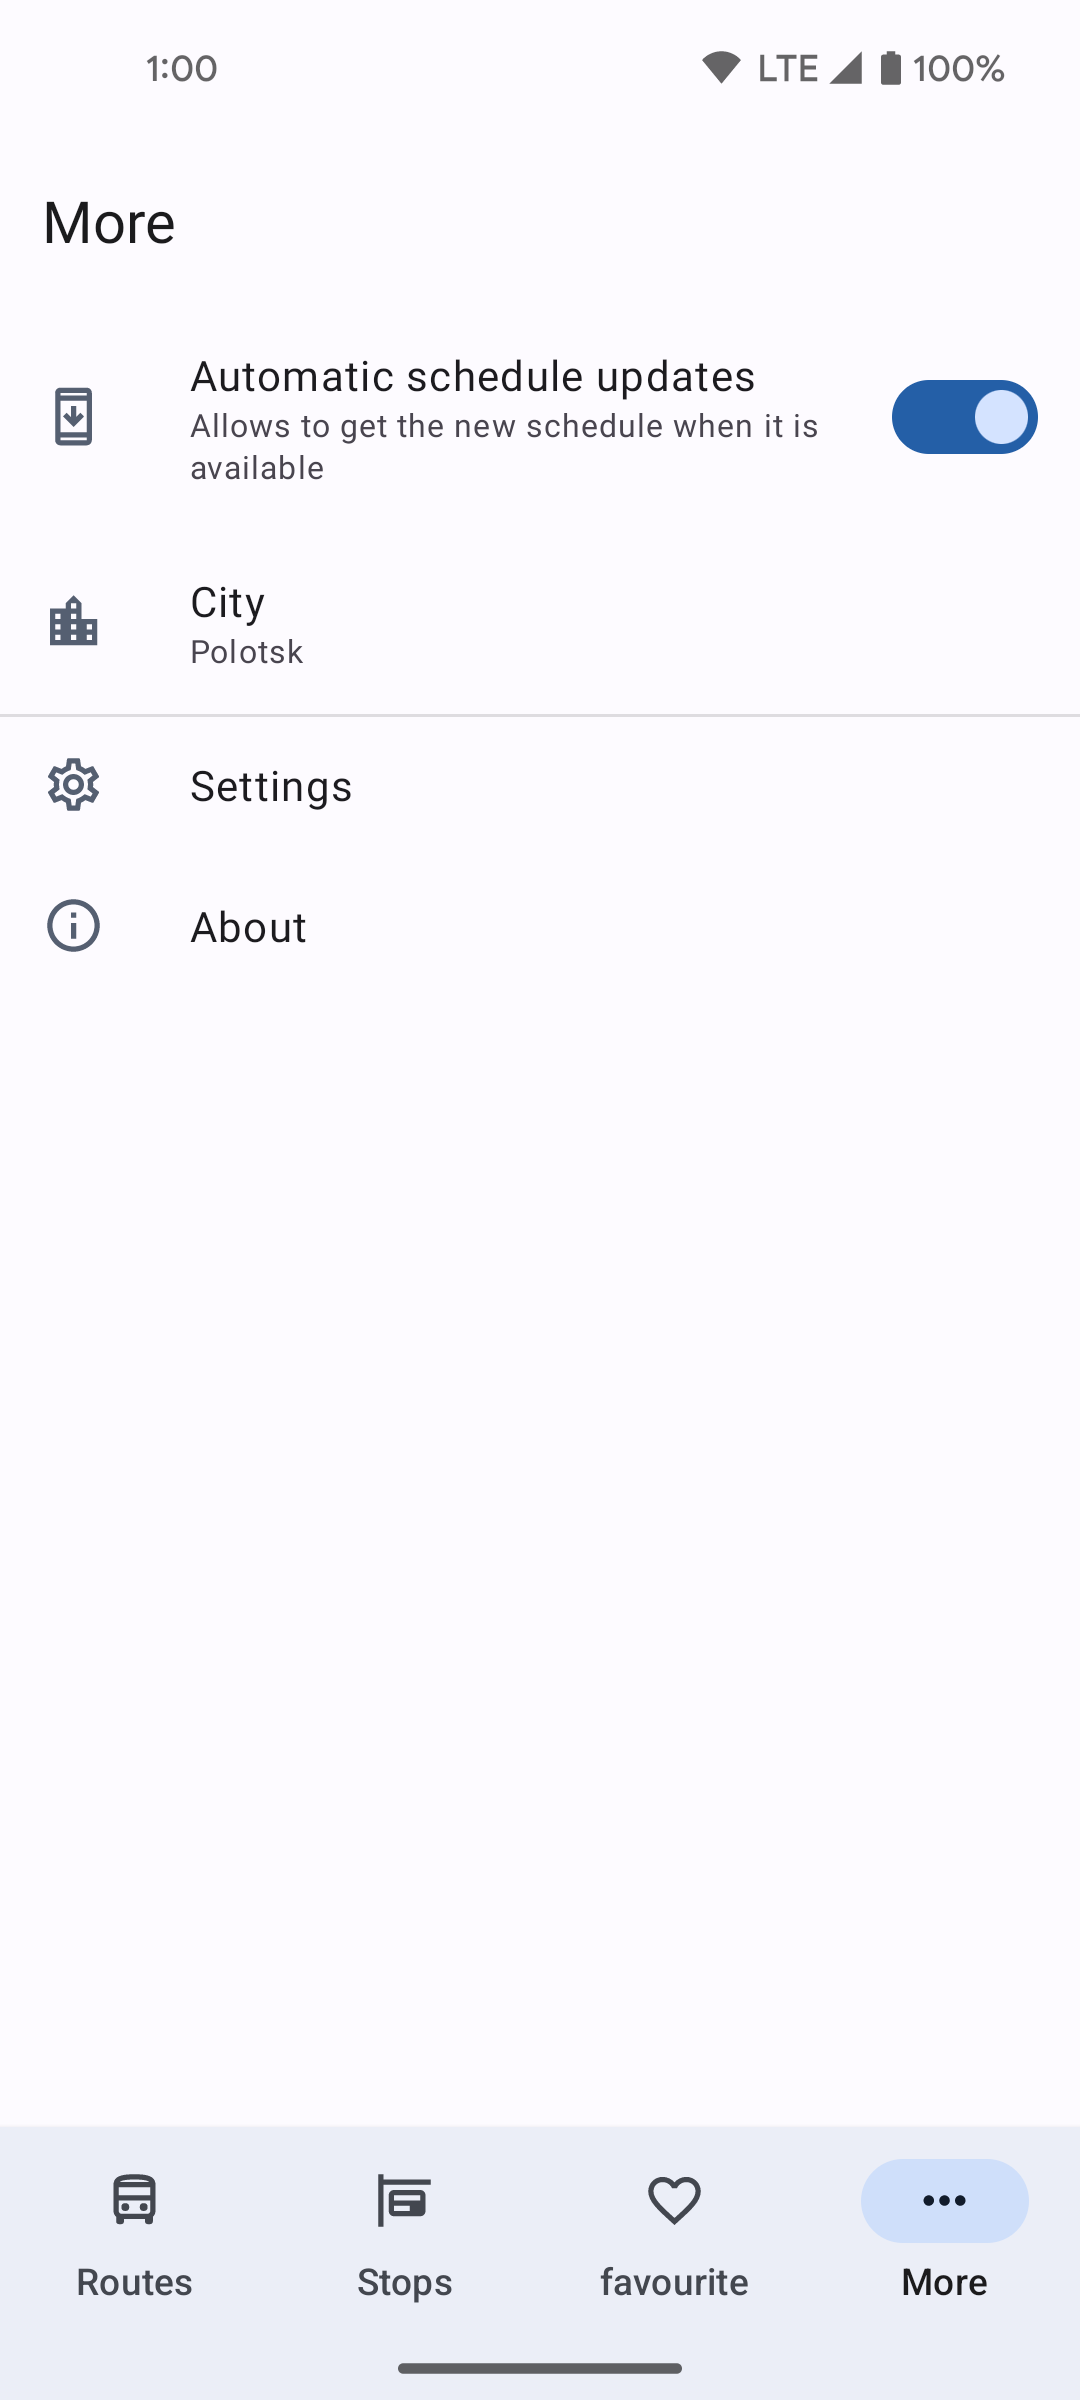 1:00
LTE
100%
More
Automatic schedule updates
Allows to get the new schedule when it is
available
City
Polotsk
Settings
About
Routes
Stops
favourite
More